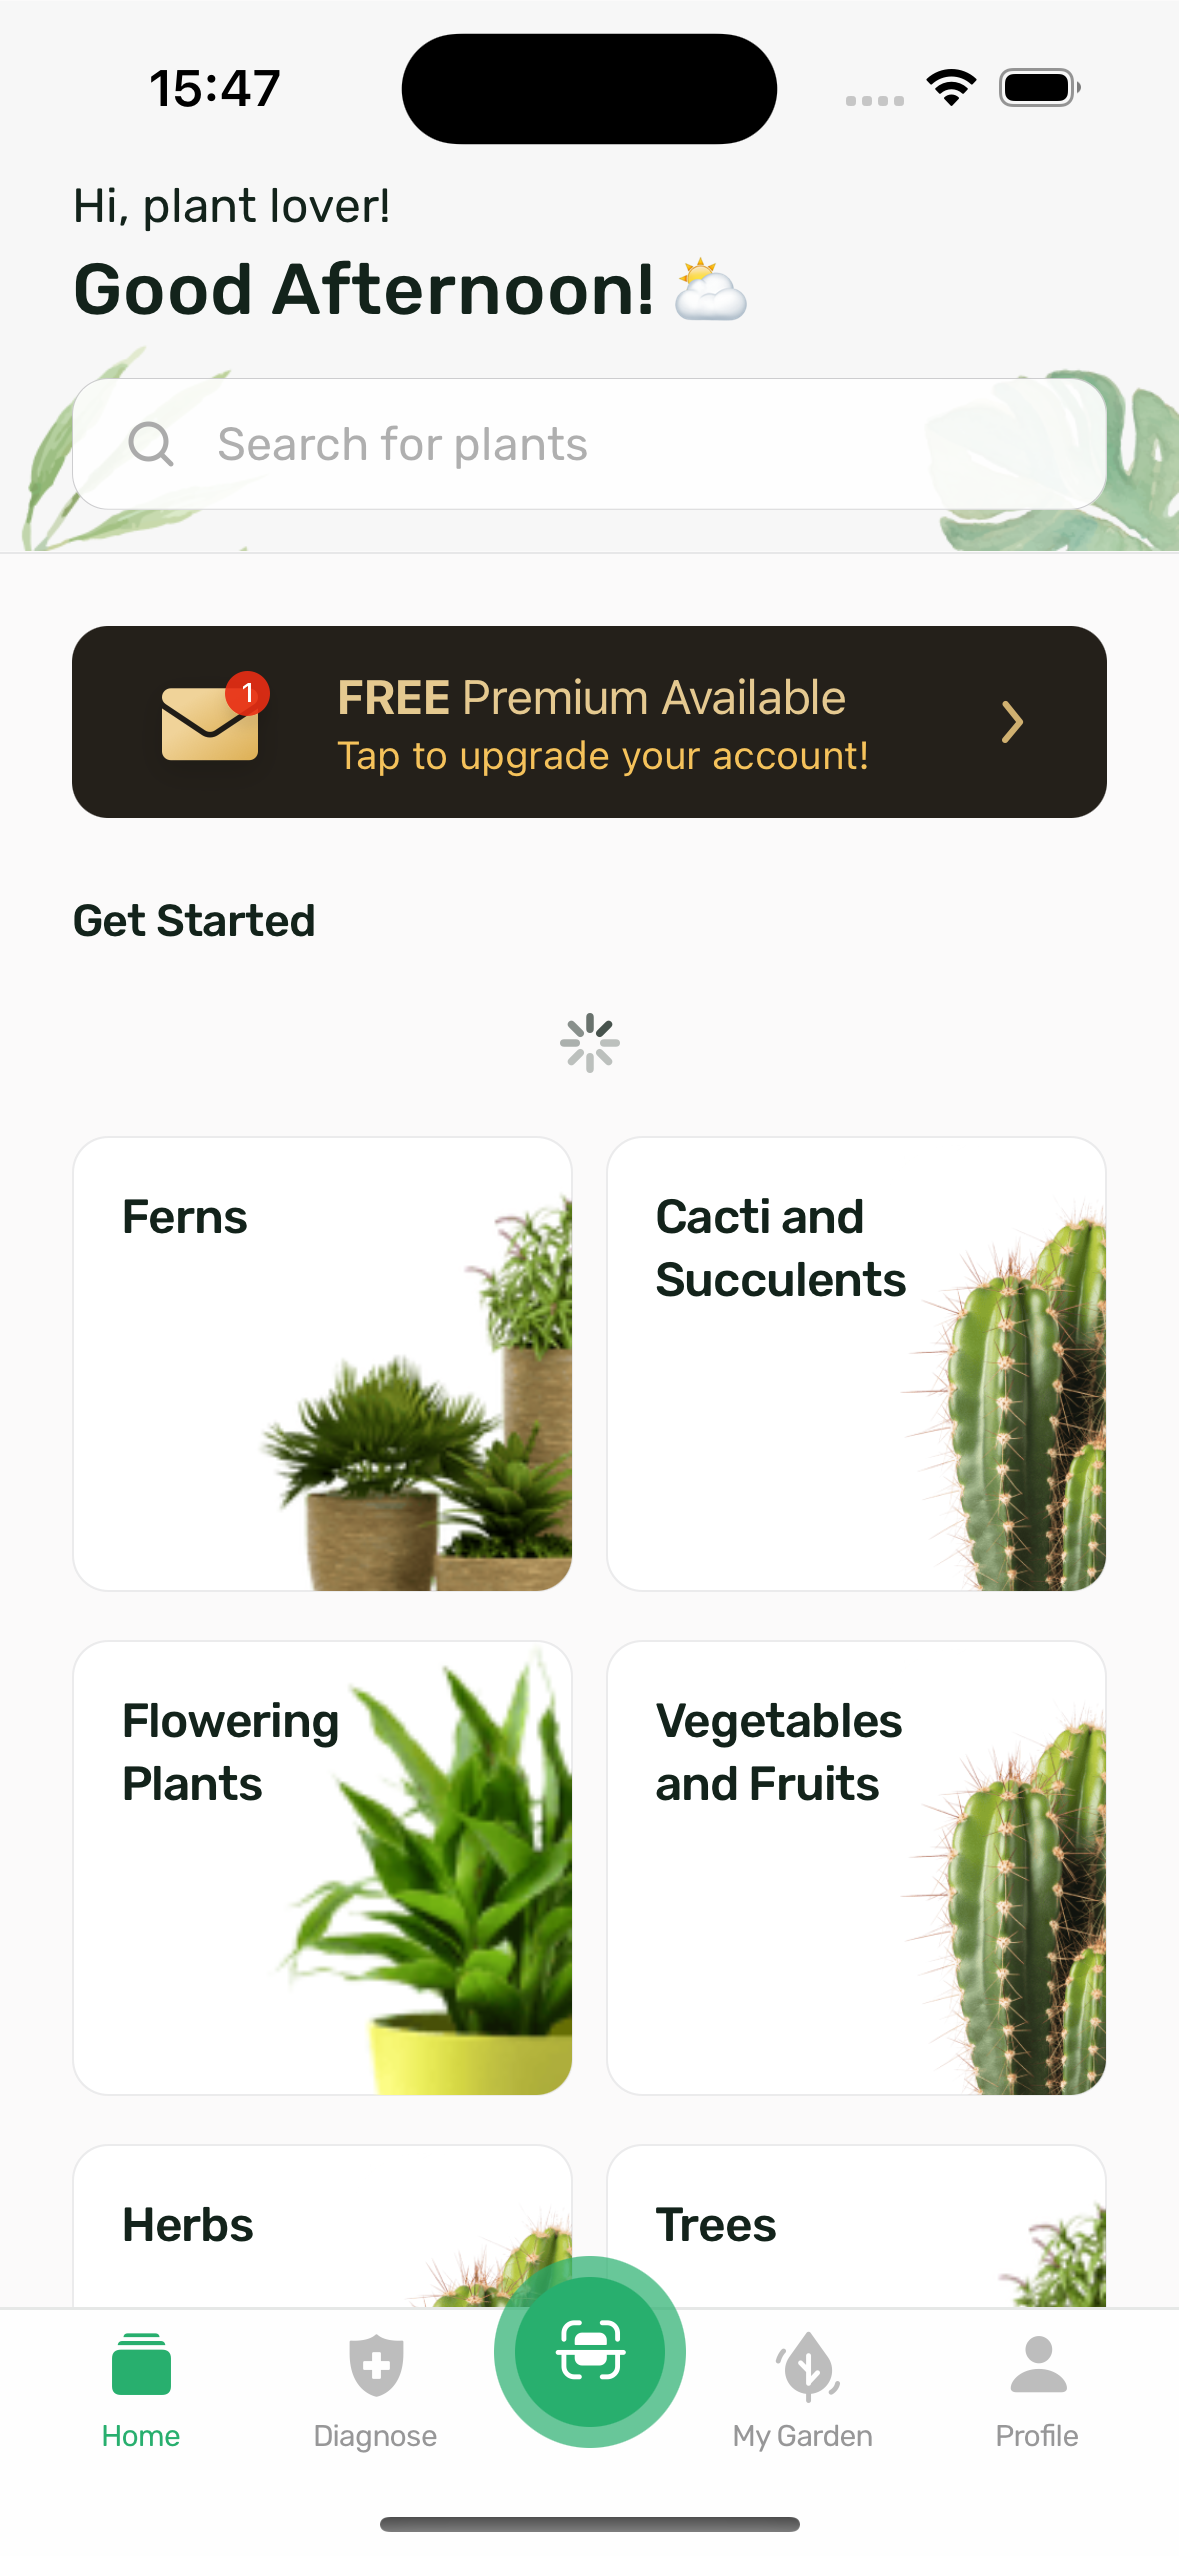 15:47
Hi, plant lover!
Good Afternoon!
Search for plants
1
FREE Premium Available
Tap to upgrade your account!
Get Started
Ferns
Cacti and
Succulents
Flowering
Plants
Vegetables
and Fruits
Herbs
Trees
Home
Diagnose
My Garden
Profile